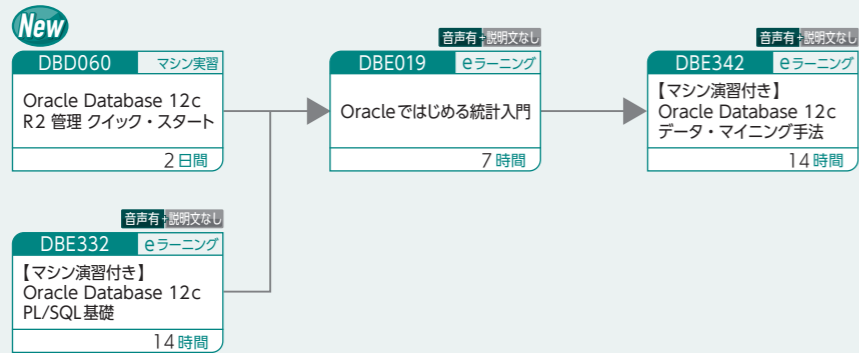 New
DBD060 マシン実習
Oracle Database 12c
R2 管理 クイック・スタート
2日間
音声有+説明文なし
DBE019 eラーニング
Oracleではじめる統計入門
7時間
音声有+説明文なし
DBE342 eラーニング
【マシン演習付き】
Oracle Database 12c
データ・マイニング手法
14時間
音声有+説明文なし
DBE332 eラーニング
【マシン演習付き】
Oracle Database 12c
PL/SQL基礎
14時間